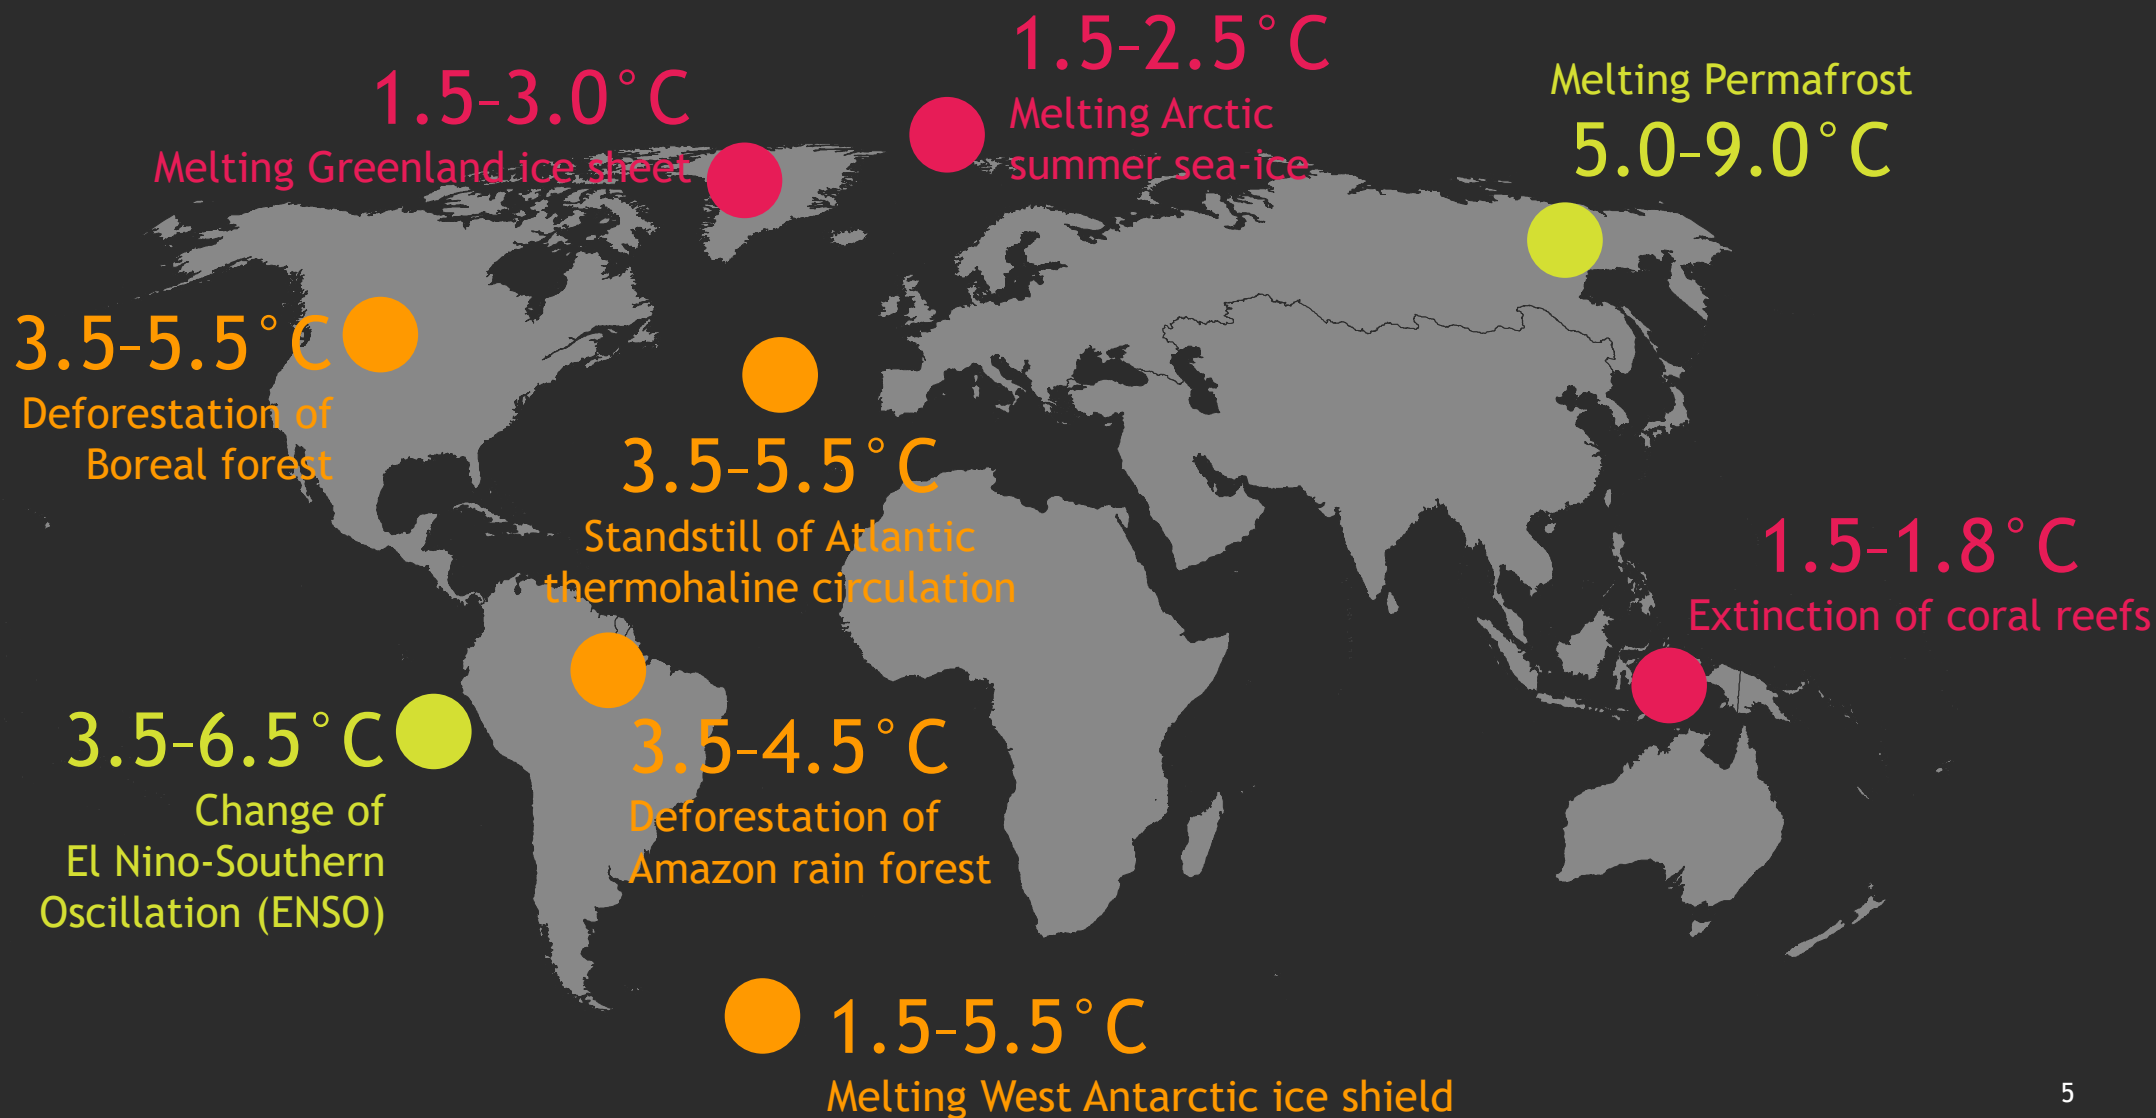 1.5–3.0°C
Melting Greenland ice sheet
1.5–2.5°C
Melting Arctic
summer sea-ice
Melting Permafrost
5.0–9.0°C
3.5–5.5°C
Deforestation of
Boreal forest
3.5–5.5°C
Standstill of Atlantic
thermohaline circulation
1.5–1.8°C
Extinction of coral reefs
3.5–6.5°C
Change of
El Nino-Southern
Oscillation (ENSO)
3.5–4.5°C
Deforestation of
Amazon rain forest
1.5–5.5°C
Melting West Antarctic ice shield
5